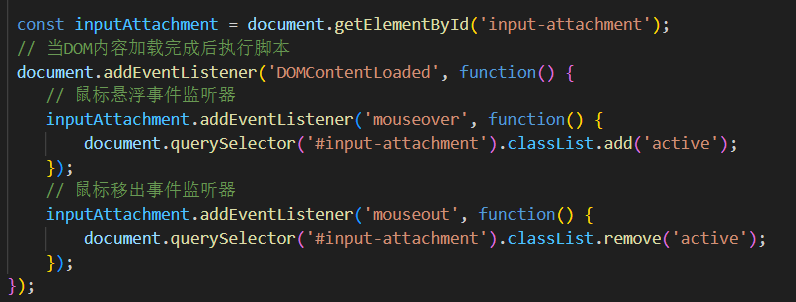 const inputAttachment = document.getElementById('input-attachment');
// 当DOM内容加载完成后执行脚本
document.addEventListener('DOMContentLoaded', function() {
// 鼠标悬浮事件监听器
inputAttachment.addEventListener('mouseover', function() {
document.querySelector('#input-attachment').classList.add('active');
});
// 鼠标移出事件监听器
inputAttachment.addEventListener('mouseout', function() {
document.querySelector('#input-attachment').classList.remove('active');
});
});